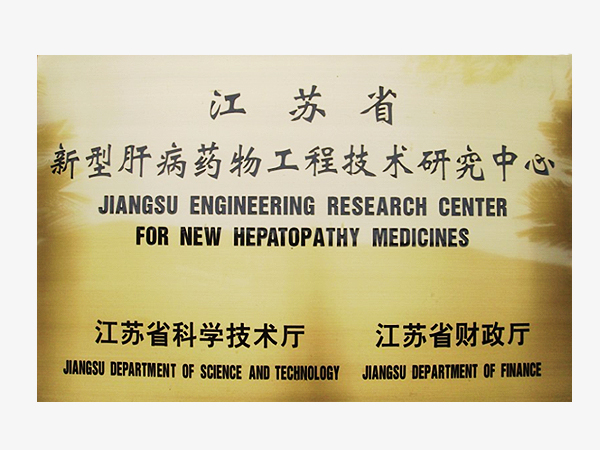 江苏省
新型肝病药物工程技术研究中心
JIANGSU ENGINEERING RESEARCH CENTER
FOR NEW HEPATOPATHY MEDICINES
江苏省科学技术厅 江苏省财政厅
JIANGSU DEPARTMENT OF SCIENCE AND TECHNOLOGY JIANGSU DEPARTMENT OF FINANCE